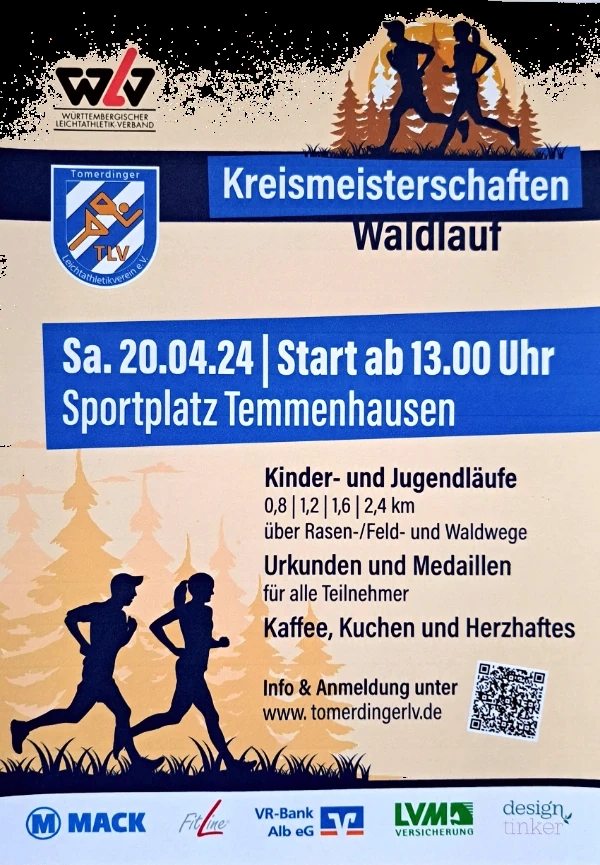 WLV
WÜRTTEMBERGISCHER
LEICHTATHLETIK-VERBAND
Tomerdinger
TLV
Leichtathletikverein e.V.
Kreismeisterschaften
Waldlauf
Sa. 20.04.24 | Start ab 13.00 Uhr
Sportplatz Temmenhausen
Kinder- und Jugendläufe
0,8 | 1,2 | 1,6 | 2,4 km
über Rasen-/Feld- und Waldwege
Urkunden und Medaillen
für alle Teilnehmer
Kaffee, Kuchen und Herzhaftes
Info & Anmeldung unter
www. tomerdingerlv.de
M MACK
FitLine
VR-Bank
Alb eG
LVM
VERSICHERUNG
design
tinker